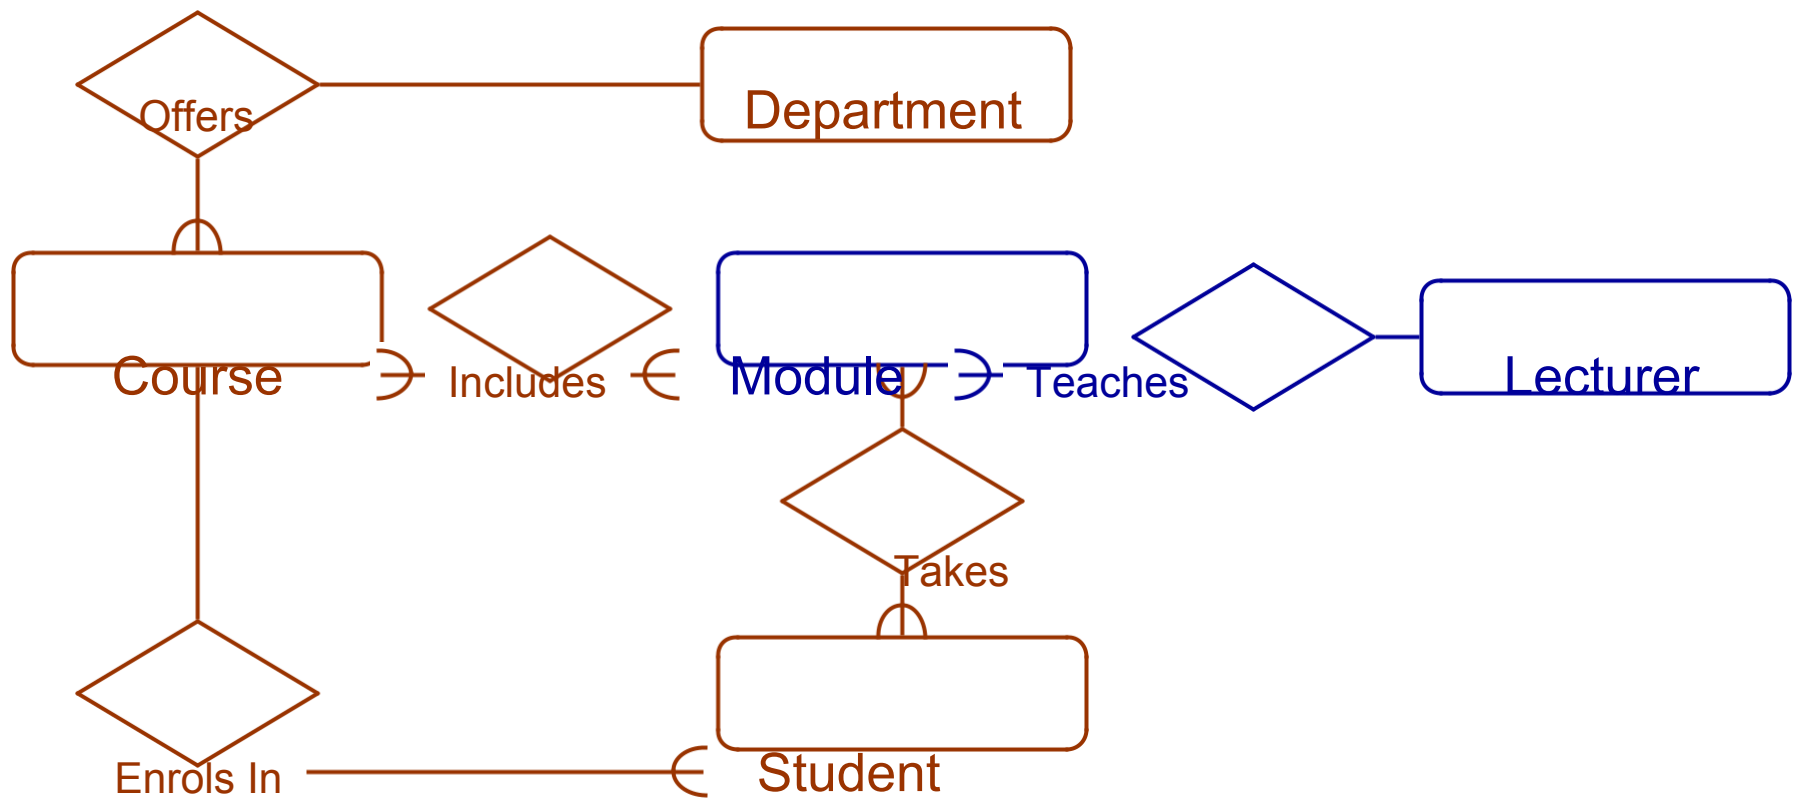 Offers
Department
Course
Includes
Module
Teaches
Lecturer
Takes
Enrols In
Student